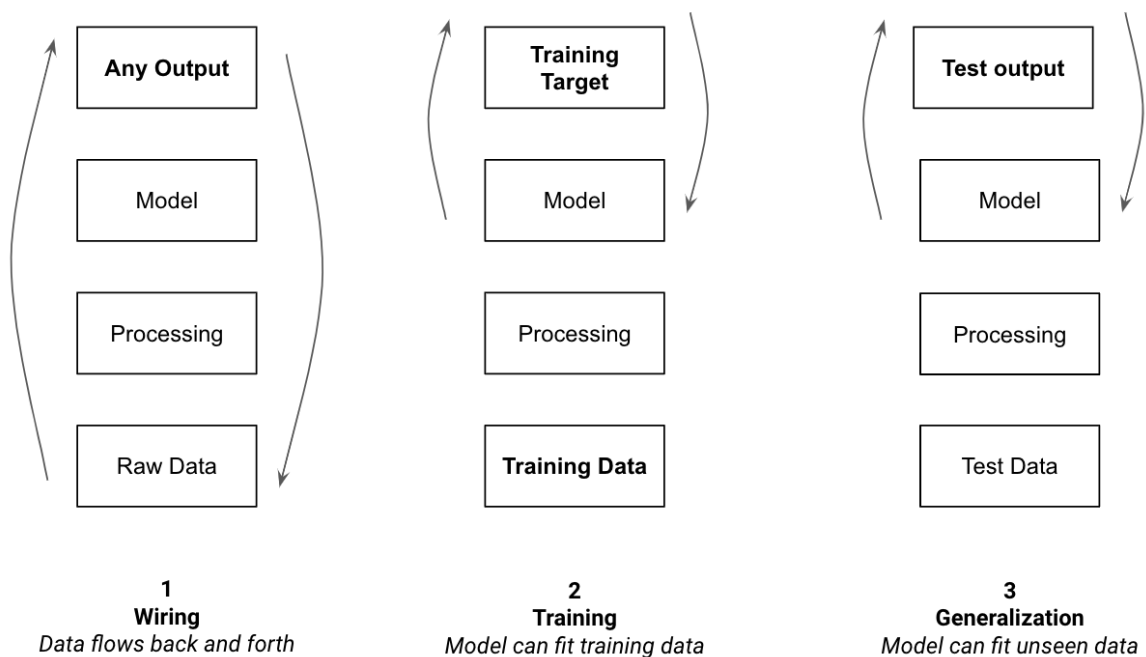 Any Output
Model
Processing
Raw Data
1
Wiring
Data flows back and forth
Training
Target
Model
Processing
Training Data
2
Training
Model can fit training data
Test output
Model
Processing
Test Data
3
Generalization
Model can fit unseen data